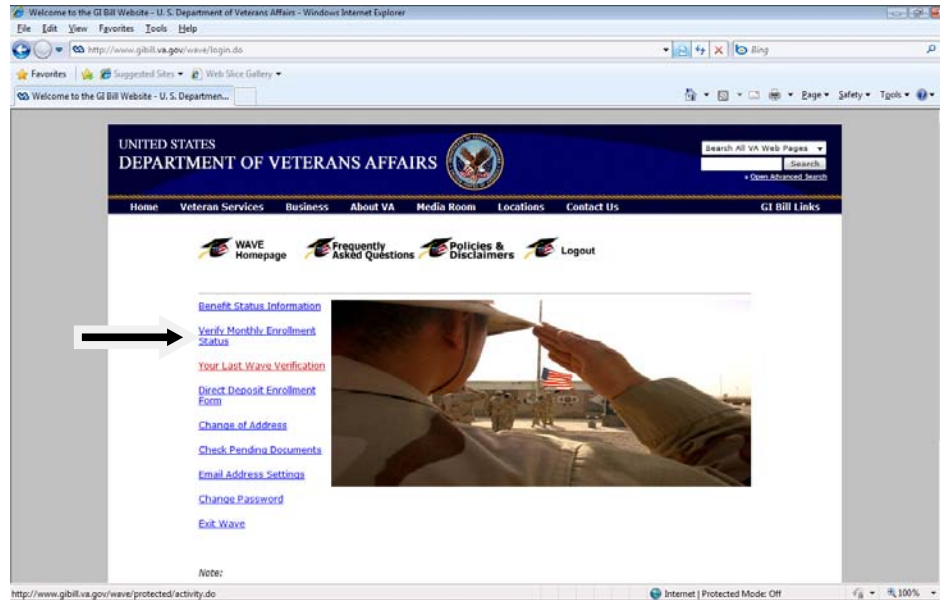 Welcome to the GI Bill Website - U. S. Department of Veterans Affairs - Windows Internet Explorer
File Edit View Favorites Tools Help
http://www.gibill.va.gov/wave/login.do
Bing
Favorites Suggested Sites Web Slice Gallery
Welcome to the GI Bill Website - U. S. Departmen...
Page Safety Tools
UNITED STATES
DEPARTMENT OF VETERANS AFFAIRS
Search All VA Web Pages
Search
Open Advanced Search
Home Veteran Services Business About VA Media Room Locations Contact Us GI Bill Links
WAVE
Homepage
Frequently
Asked Questions
Policies &
Disclaimers
Logout
Benefit Status Information
Verify Monthly Enrollment
Status
Your Last Wave Verification
Direct Deposit Enrollment
Form
Change of Address
Check Pending Documents
Email Address Settings
Change Password
Exit Wave
Note:
http://www.gibill.va.gov/wave/protected/activity.do
Internet | Protected Mode: Off
100%